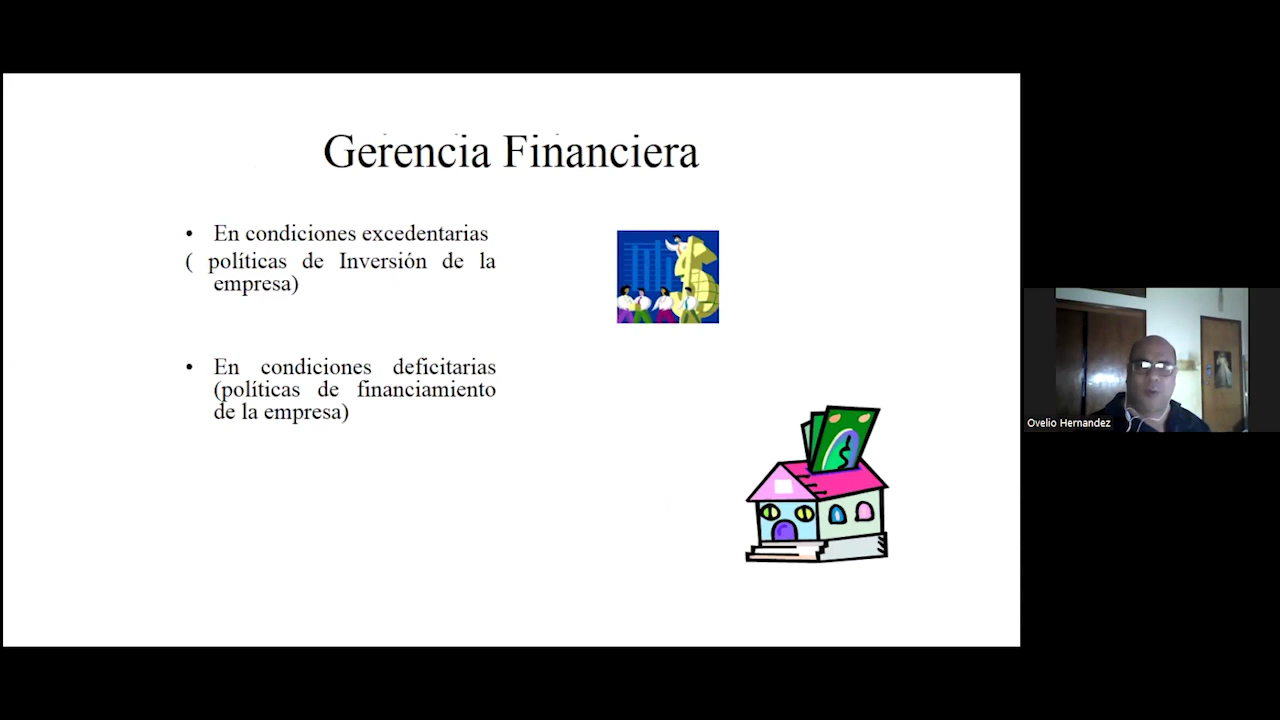 Gerencia Financiera
• En condiciones excedentarias
( políticas de Inversión de la
empresa)
• En condiciones deficitarias
(políticas de financiamiento
de la empresa)
Ovelio Hernandez